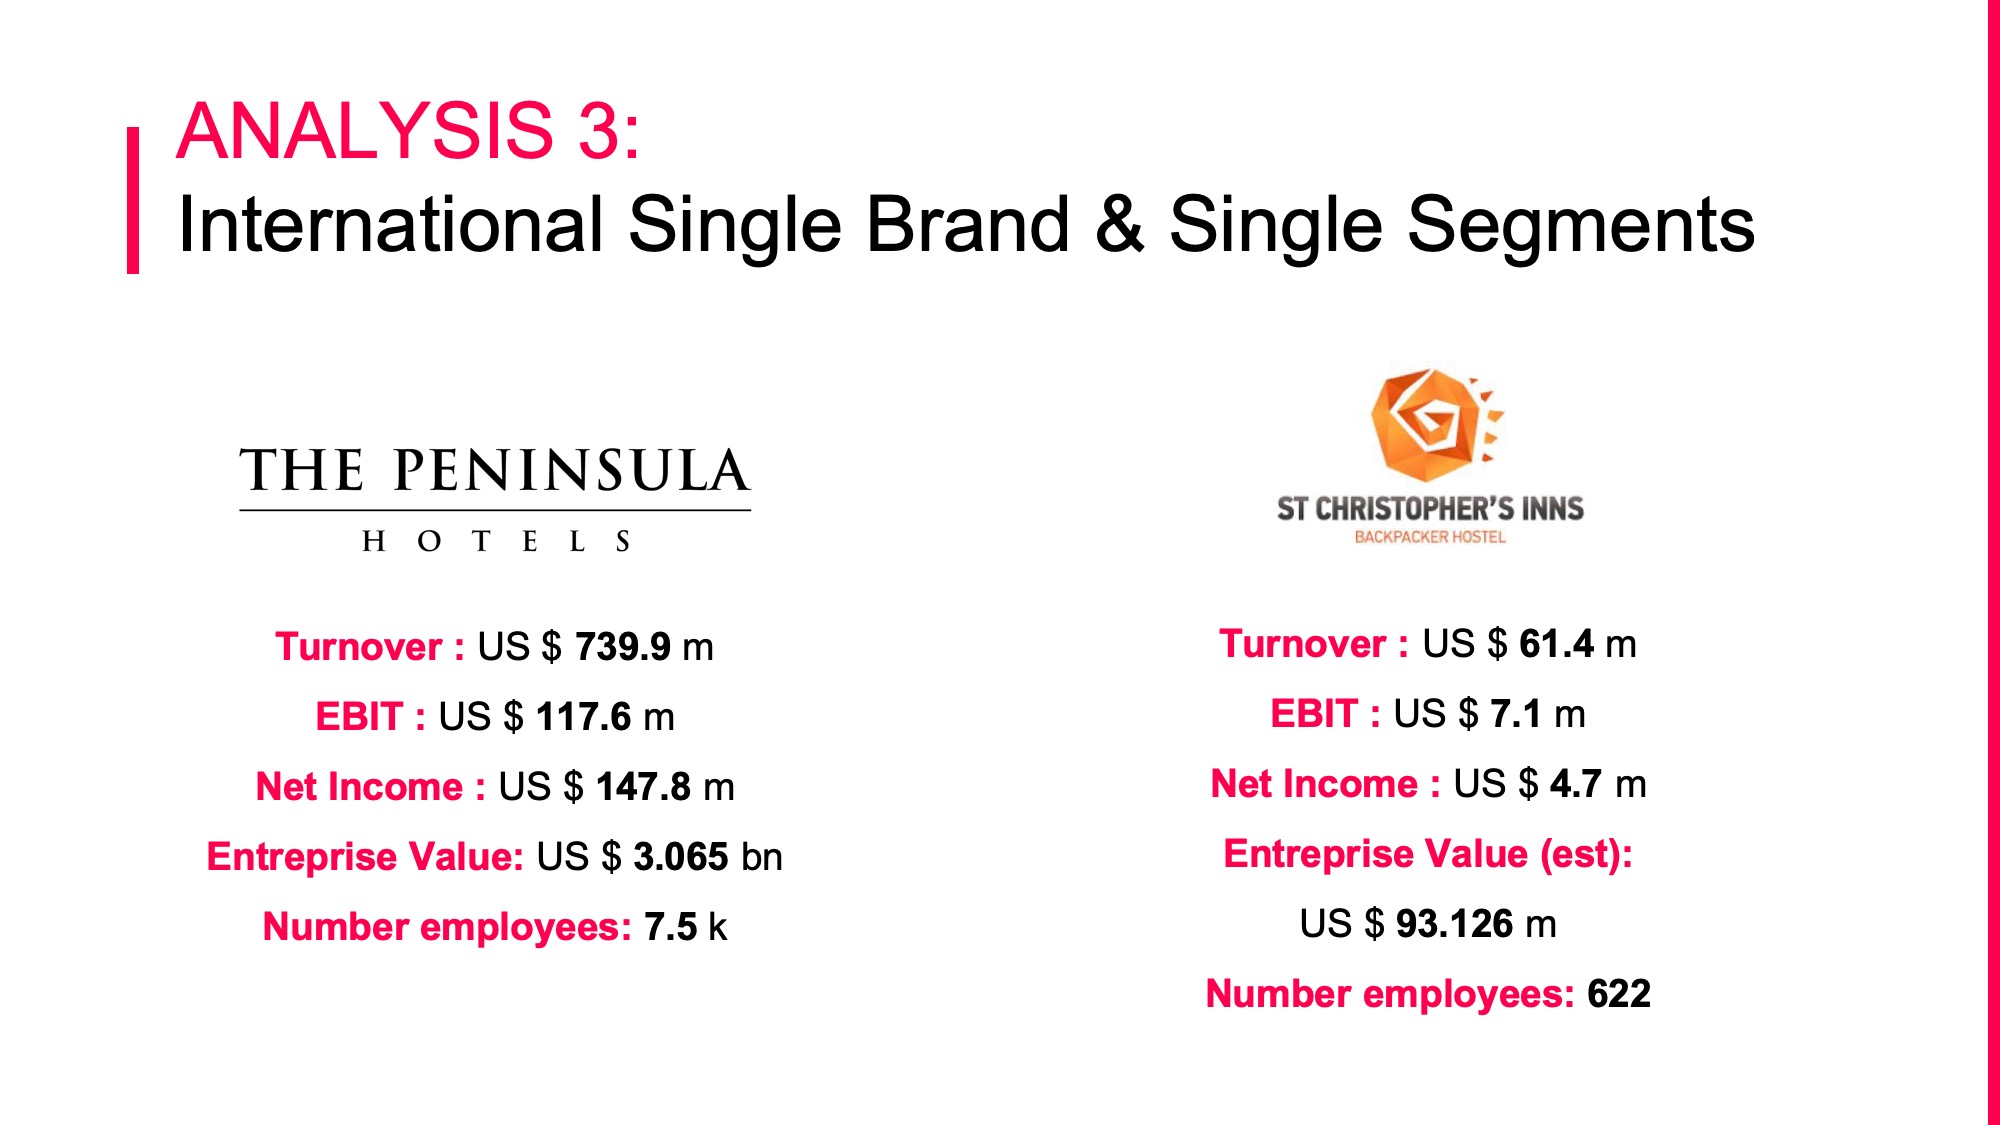 ANALYSIS 3:
International Single Brand & Single Segments
THE PENINSULA
HOTELS
Turnover : US $ 739.9 m
EBIT : US $ 117.6 m
Net Income : US $ 147.8 m
Entreprise Value: US $ 3.065 bn
Number employees: 7.5 k
ST CHRISTOPHER'S INNS
BACKPACKER HOSTEL
Turnover : US $ 61.4 m
EBIT : US $ 7.1 m
Net Income : US $ 4.7 m
Entreprise Value (est):
US $ 93.126 m
Number employees: 622